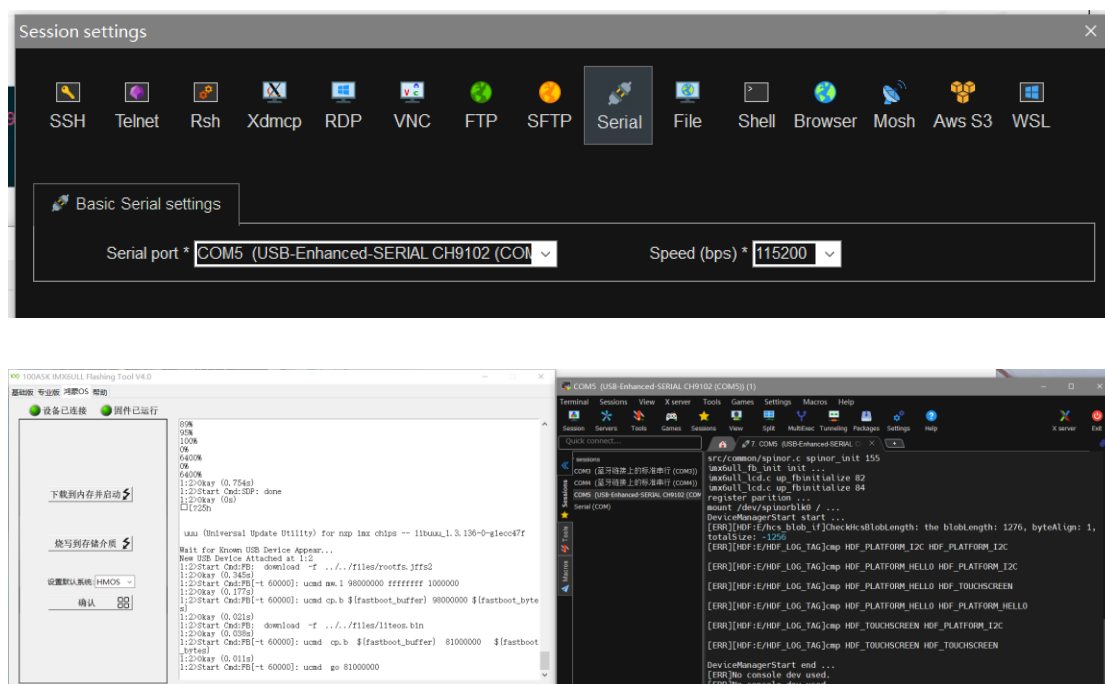 Session settings
SSH Telnet Rsh Xdmcp RDP VNC FTP SFTP Serial File Shell Browser Mosh Aws S3 WSL
Basic Serial settings
Serial port * COM5 (USB-Enhanced-SERIAL CH9102 (COM Speed (bps) * 115200
100ASK IMX6ULL Flashing Tool V4.0
基础版 专业版 鸿蒙OS 帮助
设备已连接 固件已运行
下载到内存并启动
烧写到存储介质
设置默认系统: HMOS
确认
89%
95%
100%
0%
6400%
0%
6400%
1:2>Okay (0.754s)
1:2>Start Cmd:SDP: done
1:2>Okay (0s)
□[?25h
uuu (Universal Update Utility) for nxp imx chips -- libuuu_1.3.136-0-g1ecc47f
Wait for Known USB Device Appear...
New USB Device Attached at 1:2
1:2>Start Cmd:FB: download -f ../../files/rootfs.jffs2
1:2>Okay (0.345s)
1:2>Start Cmd:FB[-t 60000]: ucmd mw.l 98000000 ffffffff 1000000
1:2>Okay (0.177s)
1:2>Start Cmd:FB[-t 60000]: ucmd cp.b ${fastboot_buffer} 98000000 ${fastboot_byte
s}
1:2>Okay (0.021s)
1:2>Start Cmd:FB: download -f ../../files/liteos.bin
1:2>Okay (0.038s)
1:2>Start Cmd:FB[-t 60000]: ucmd cp.b ${fastboot_buffer} 81000000 ${fastboot
_bytes}
1:2>Okay (0.011s)
1:2>Start Cmd:FB[-t 60000]: ucmd go 81000000
COM5 (USB-Enhanced-SERIAL CH9102 (COM5)) (1)
Terminal Sessions View X server Tools Games Settings Macros Help
Session Servers Tools Games Sessions View Split MultiExec Tunneling Packages Settings Help X server Exit
Quick connect...
7. COM5 (USB-Enhanced-SERIAL C
Sessions
Tools
Macros
sessions
COM3 (蓝牙链接上的标准串行 (COM3))
COM4 (蓝牙链接上的标准串行 (COM4))
COM5 (USB-Enhanced-SERIAL CH9102 (COM
Serial (COM)
src/common/spinor.c spinor_init 155
imx6ull_fb_init init ...
imx6ull_lcd.c up_fbinitialize 82
imx6ull_lcd.c up_fbinitialize 84
register parition ...
mount /dev/spinorblk0 / ...
DeviceManagerStart start ...
[ERR][HDF:E/hcs_blob_if]CheckHcsBlobLength: the blobLength: 1276, byteAlign: 1,
totalSize: -1256
[ERR][HDF:E/HDF_LOG_TAG]cmp HDF_PLATFORM_I2C HDF_PLATFORM_I2C
[ERR][HDF:E/HDF_LOG_TAG]cmp HDF_PLATFORM_HELLO HDF_PLATFORM_I2C
[ERR][HDF:E/HDF_LOG_TAG]cmp HDF_PLATFORM_HELLO HDF_TOUCHSCREEN
[ERR][HDF:E/HDF_LOG_TAG]cmp HDF_PLATFORM_HELLO HDF_PLATFORM_HELLO
[ERR][HDF:E/HDF_LOG_TAG]cmp HDF_TOUCHSCREEN HDF_PLATFORM_I2C
[ERR][HDF:E/HDF_LOG_TAG]cmp HDF_TOUCHSCREEN HDF_TOUCHSCREEN
DeviceManagerStart end ...
[ERR]No console dev used.
[ERR]No console dev used.